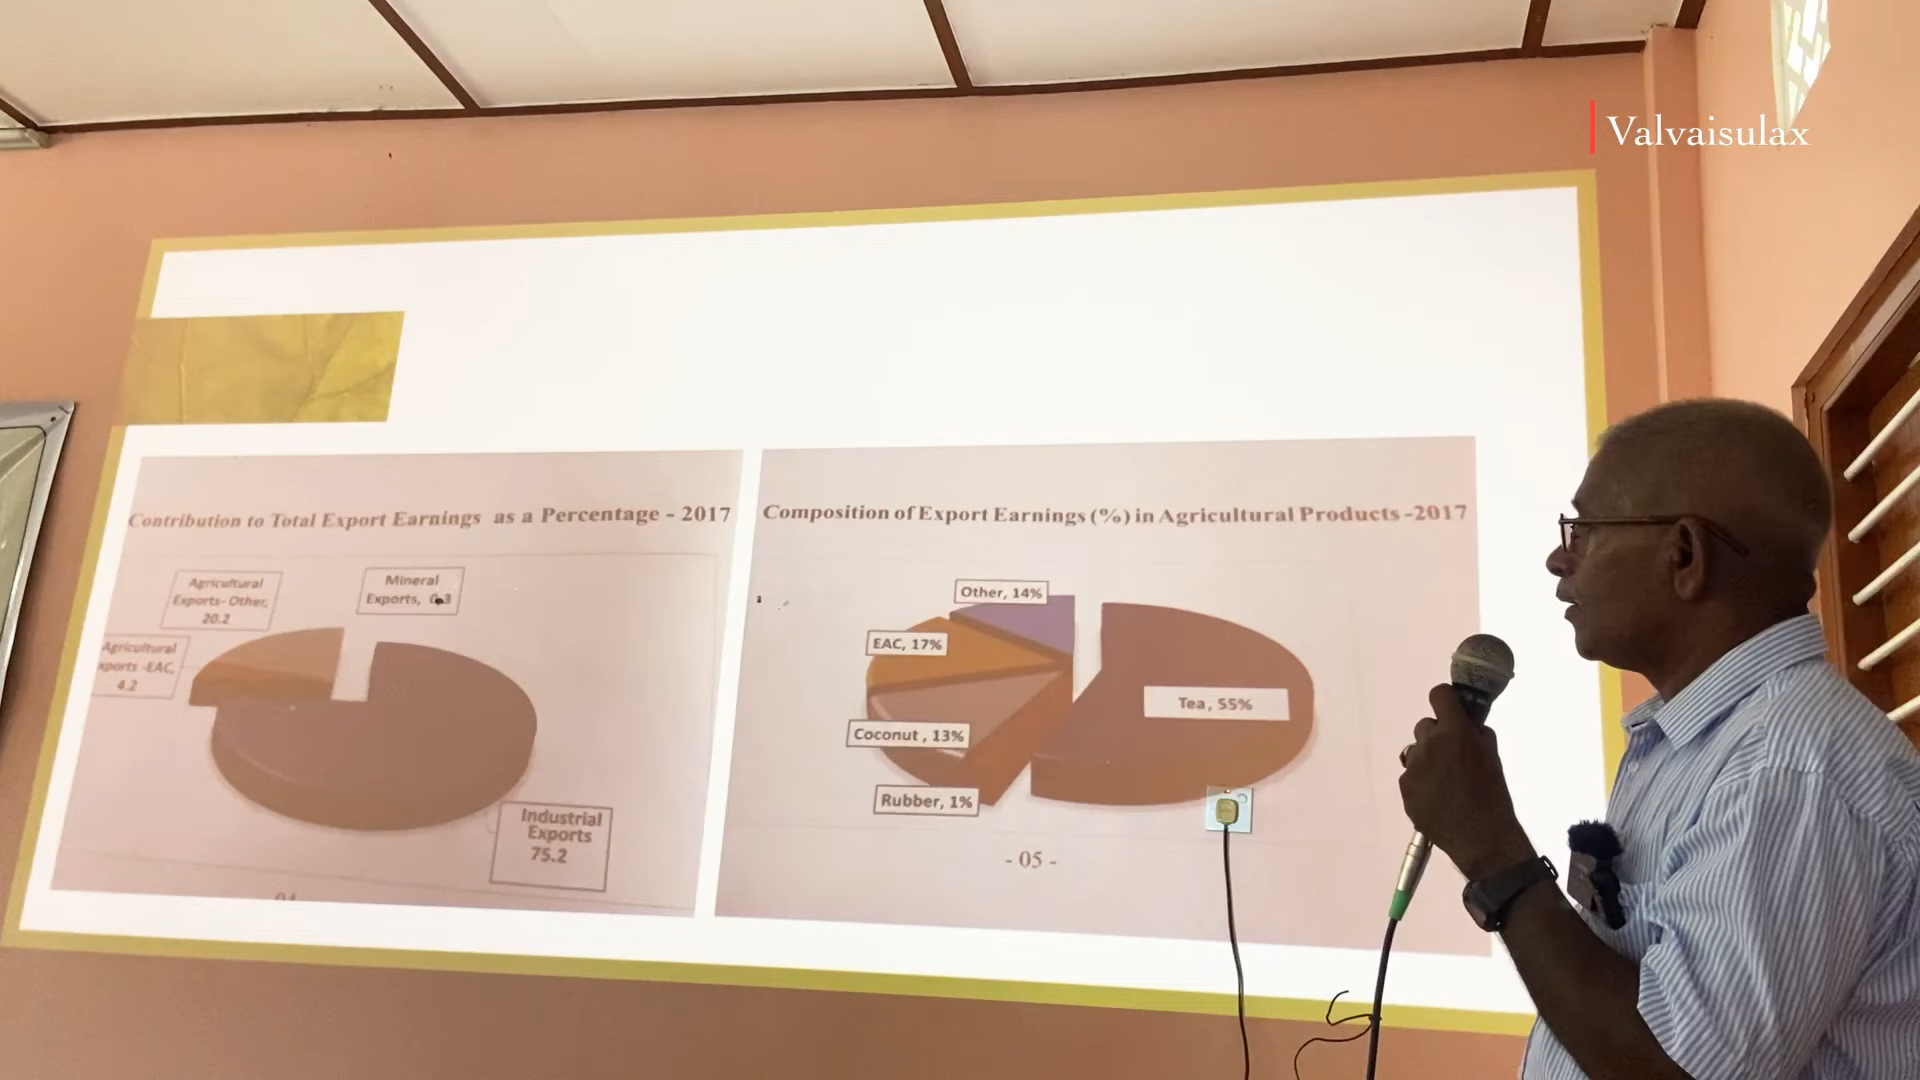 Valvaisulax
Contribution to Total Export Earnings as a Percentage - 2017
Agricultural
Exports- Other,
20.2
Mineral
Exports, 0.3
Agricultural
xports -EAC,
4.2
Industrial
Exports
75.2
Composition of Export Earnings (%) in Agricultural Products -2017
Other, 14%
EAC, 17%
Tea, 55%
Coconut , 13%
Rubber, 1%
- 05 -